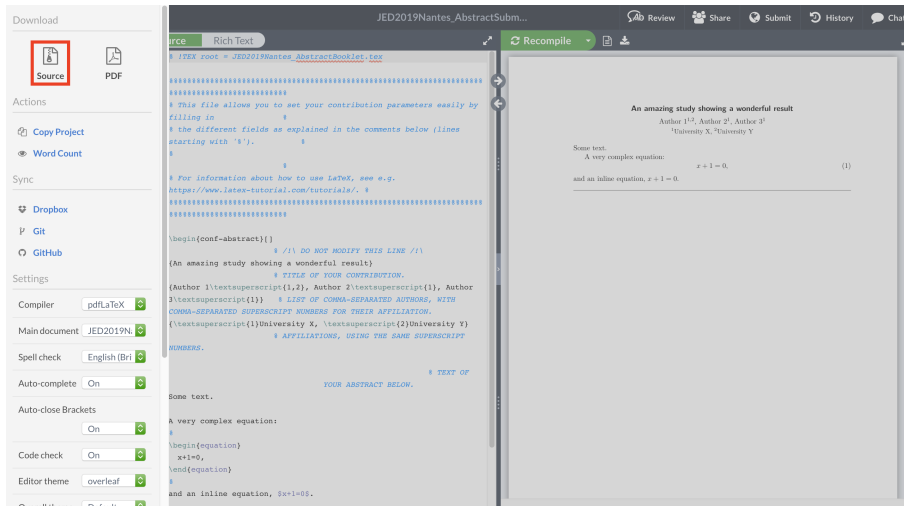 Download
Source
PDF
Actions
Copy Project
Word Count
Sync
Dropbox
Git
GitHub
Settings
Compiler pdfLaTeX
Main document JED2019N.
Spell check English (Bri
Auto-complete On
Auto-close Brackets
On
Code check On
Editor theme overleaf
JED2019Nantes_AbstractSubm...
Review
Share
Submit
History
Chat
Rich Text
Recompile
% !TEX root = JED2019Nantes_AbstractBooklet.tex
%%%%%%%%%%%%%%%%%%%%%%%%%%%%%%%%%%%%%%%%%%%%%%%%%%%
%%%%%%%%%%%%%%%%%%%%%%%
% This file allows you to set your contribution parameters easily by
filling in %
% the different fields as explained in the comments below (lines
starting with '%'). %
%
%
% For information about how to use LaTeX, see e.g.
https://www.latex-tutorial.com/tutorials/. %
%%%%%%%%%%%%%%%%%%%%%%%%%%%%%%%%%%%%%%%%%%%%%%%%%%%
%%%%%%%%%%%%%%%%%%%%%%%
\begin{conf-abstract}[]
% /!\ DO NOT MODIFY THIS LINE /!\
{An amazing study showing a wonderful result}
% TITLE OF YOUR CONTRIBUTION.
{Author 1\textsuperscript{1,2}, Author 2\textsuperscript{1}, Author
3\textsuperscript{1}} % LIST OF COMMA-SEPARATED AUTHORS, WITH
COMMA-SEPARATED SUPERSCRIPT NUMBERS FOR THEIR AFFILIATION.
{\textsuperscript{1}University X, \textsuperscript{2}University Y}
% AFFILIATIONS, USING THE SAME SUPERSCRIPT
NUMBERS.
% TEXT OF
YOUR ABSTRACT BELOW.
Some text.
A very complex equation:
%
\begin{equation}
x+1=0,
\end{equation}
%
and an inline equation, $x+1=0$.
An amazing study showing a wonderful result
Author 1¹,², Author 2¹, Author 3¹
¹University X, ²University Y
Some text.
A very complex equation:
x + 1 = 0, (1)
and an inline equation, x + 1 = 0.